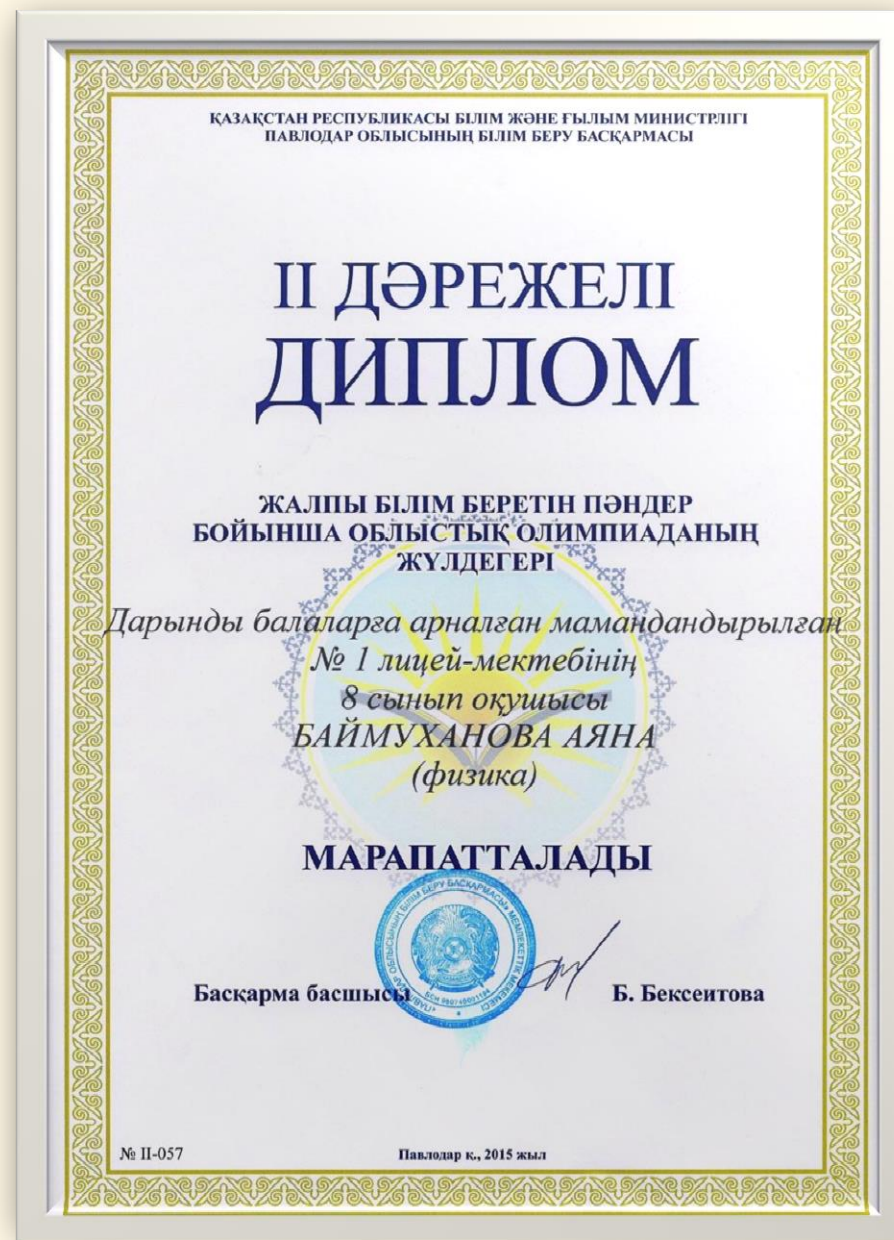 ҚАЗАҚСТАН РЕСПУБЛИКАСЫ БІЛІМ ЖӘНЕ ҒЫЛЫМ МИНИСТРЛІГІ
ПАВЛОДАР ОБЛЫСЫНЫҢ БІЛІМ БЕРУ БАСҚАРМАСЫ
ІІ ДӘРЕЖЕЛІ
ДИПЛОМ
ЖАЛПЫ БІЛІМ БЕРЕТІН ПӘНДЕР
БОЙЫНША ОБЛЫСТЫҚ ОЛИМПИАДАНЫҢ
ЖҮЛДЕГЕРІ
Дарынды балаларға арналған мамандандырылған
№ 1 лицей-мектебінің
8 сынып оқушысы
БАЙМУХАНОВА АЯНА
(физика)
МАРАПАТТАЛАДЫ
Басқарма басшысы Б. Бексеитова
№ ІІ-057
Павлодар қ., 2015 жыл